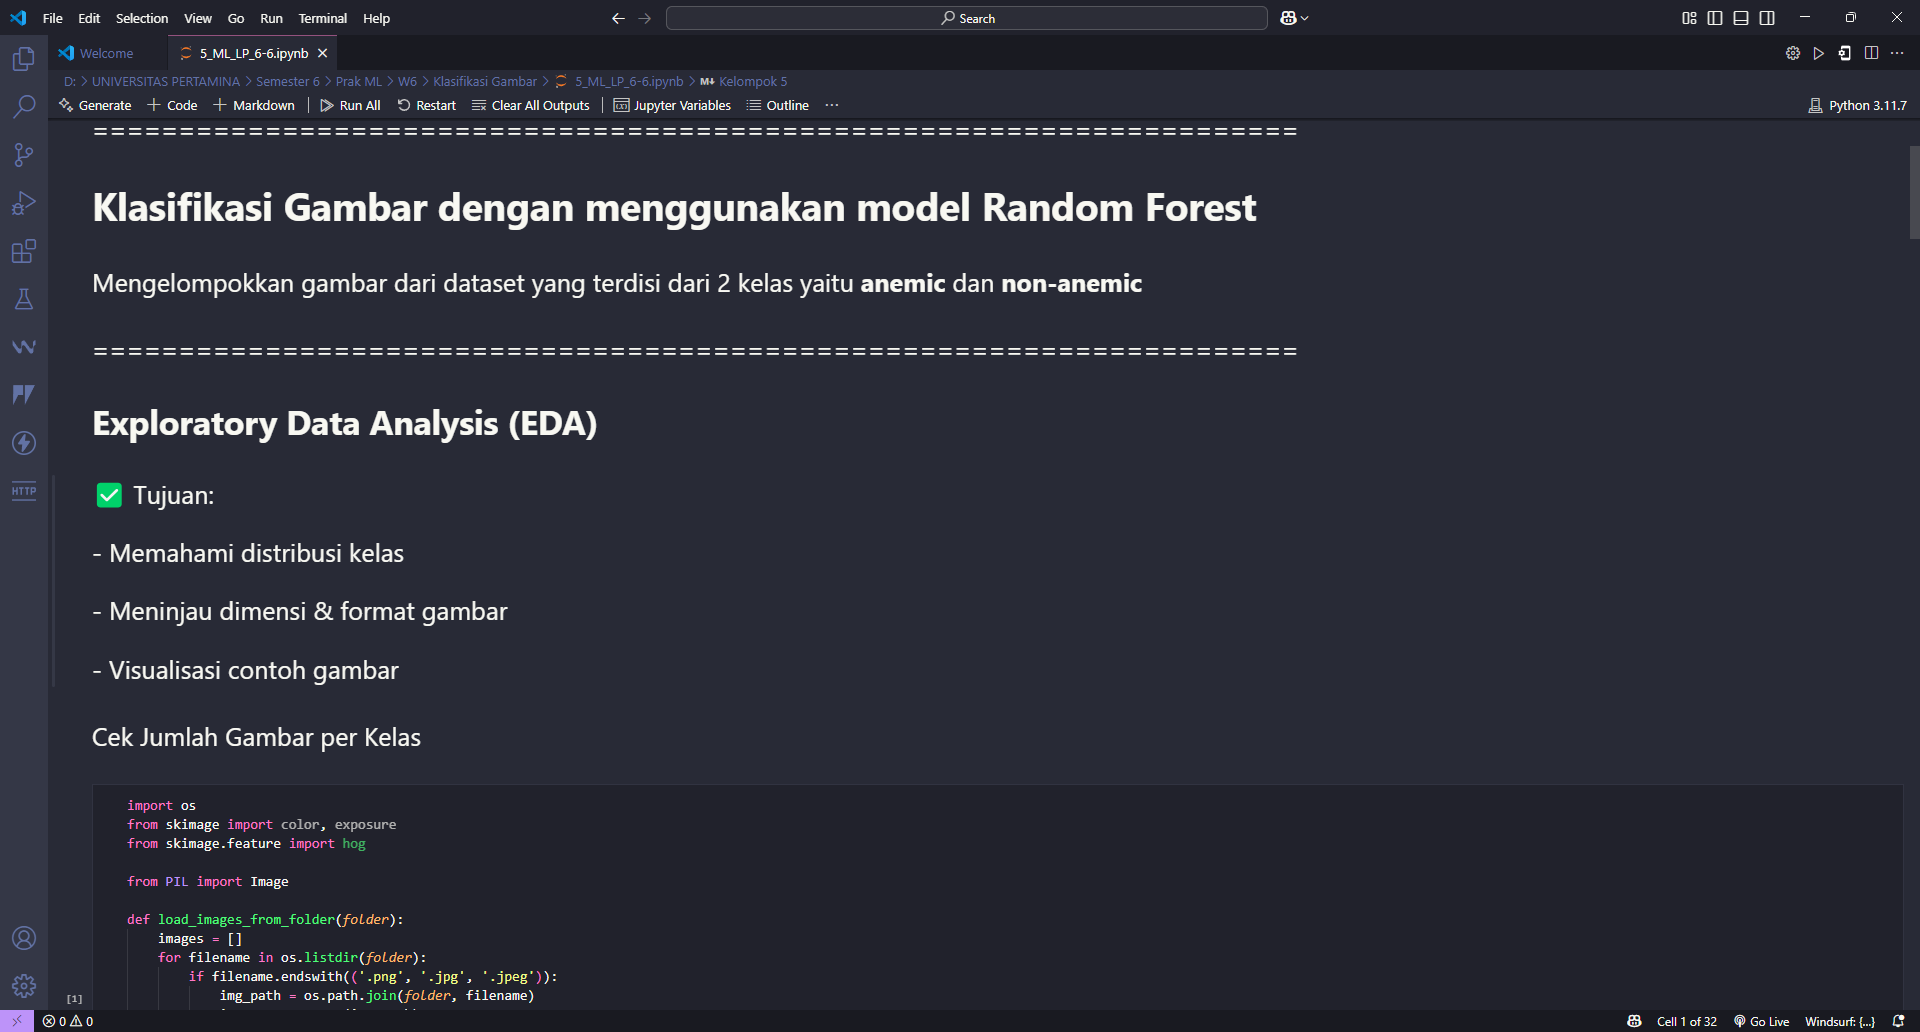 File Edit Selection View Go Run Terminal Help
Search
Welcome
5_ML_LP_6-6.ipynb
D: > UNIVERSITAS PERTAMINA > Semester 6 > Prak ML > W6 > Klasifikasi Gambar > 5_ML_LP_6-6.ipynb > M↓ Kelompok 5
Generate + Code + Markdown | Run All Restart Clear All Outputs | Jupyter Variables Outline ...
Python 3.11.7
Klasifikasi Gambar dengan menggunakan model Random Forest
Mengelompokkan gambar dari dataset yang terdisi dari 2 kelas yaitu anemic dan non-anemic
Exploratory Data Analysis (EDA)
✅ Tujuan:
- Memahami distribusi kelas
- Meninjau dimensi & format gambar
- Visualisasi contoh gambar
Cek Jumlah Gambar per Kelas
import os
from skimage import color, exposure
from skimage.feature import hog
from PIL import Image
def load_images_from_folder(folder):
images = []
for filename in os.listdir(folder):
if filename.endswith(('.png', '.jpg', '.jpeg')):
img_path = os.path.join(folder, filename)
[1]
HTTP
0 0
Cell 1 of 32
Go Live
Windsurf: {...}